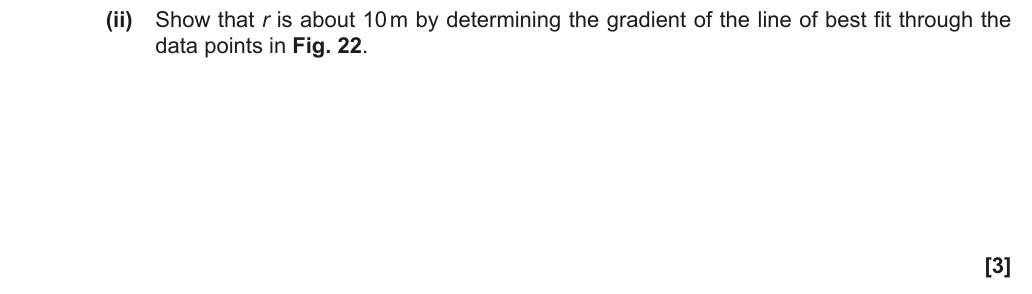 (ii) Show that r is about 10 m by determining the gradient of the line of best fit through the
data points in Fig. 22.
[3]